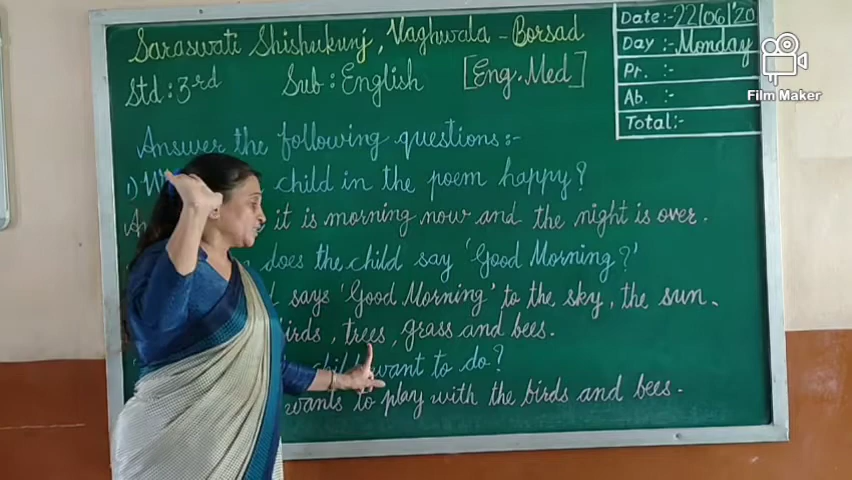 Saraswati Shishukunj, Vaghwala - Borsad
Std : 3rd Sub : English [Eng. Med]
Date :- 22/06/'20
Day :- Monday
Pr. :-
Ab. :-
Total :-
Film Maker
Answer the following questions :-
1) child in the poem happy?
it is morning now and the night is over.
does the child say 'Good Morning?'
says 'Good Morning' to the sky, the sun,
birds, trees, grass and bees.
child want to do?
wants to play with the birds and bees.